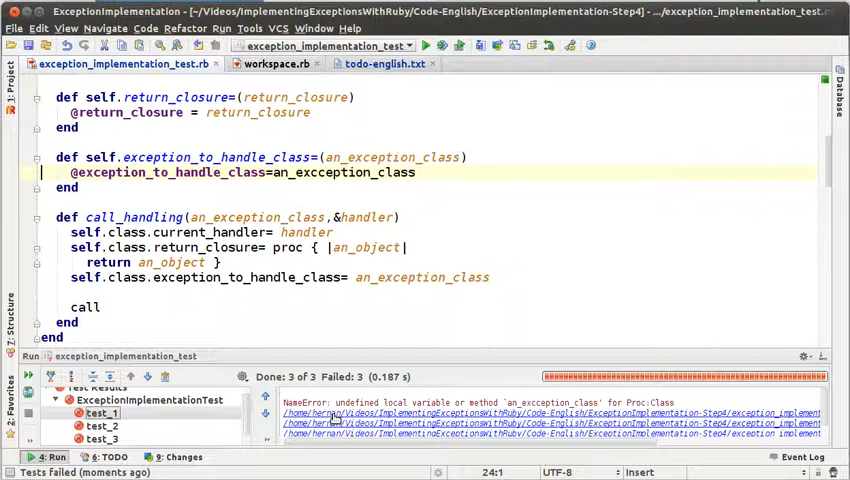 ExceptionImplementation - [~/Videos/ImplementingExceptionsWithRuby/Code-English/ExceptionImplementation-Step4] - .../exception_implementation_test.rb
File Edit View Navigate Code Refactor Run Tools VCS Window Help
exception_implementation_test
exception_implementation_test.rb workspace.rb todo-english.txt
1: Project
Database
def self.return_closure=(return_closure)
@return_closure = return_closure
end
def self.exception_to_handle_class=(an_exception_class)
@exception_to_handle_class=an_excception_class
end
def call_handling(an_exception_class,&handler)
self.class.current_handler= handler
self.class.return_closure= proc { |an_object|
return an_object }
self.class.exception_to_handle_class= an_exception_class
call
end
end
7: Structure
2: Favorites
Run exception_implementation_test
Done: 3 of 3 Failed: 3 (0.187 s)
Test Results
ExceptionImplementationTest
test_1
test_2
test_3
NameError: undefined local variable or method `an_excception_class' for Proc:Class
/home/hernan/Videos/ImplementingExceptionsWithRuby/Code-English/ExceptionImplementation-Step4/exception_implement
/home/hernan/Videos/ImplementingExceptionsWithRuby/Code-English/ExceptionImplementation-Step4/exception_implement
/home/hernan/Videos/ImplementingExceptionsWithRuby/Code-English/ExceptionImplementation-Step4/exception_implement
4: Run 6: TODO 9: Changes Event Log
Tests failed (moments ago) 24:1 UTF-8 Insert